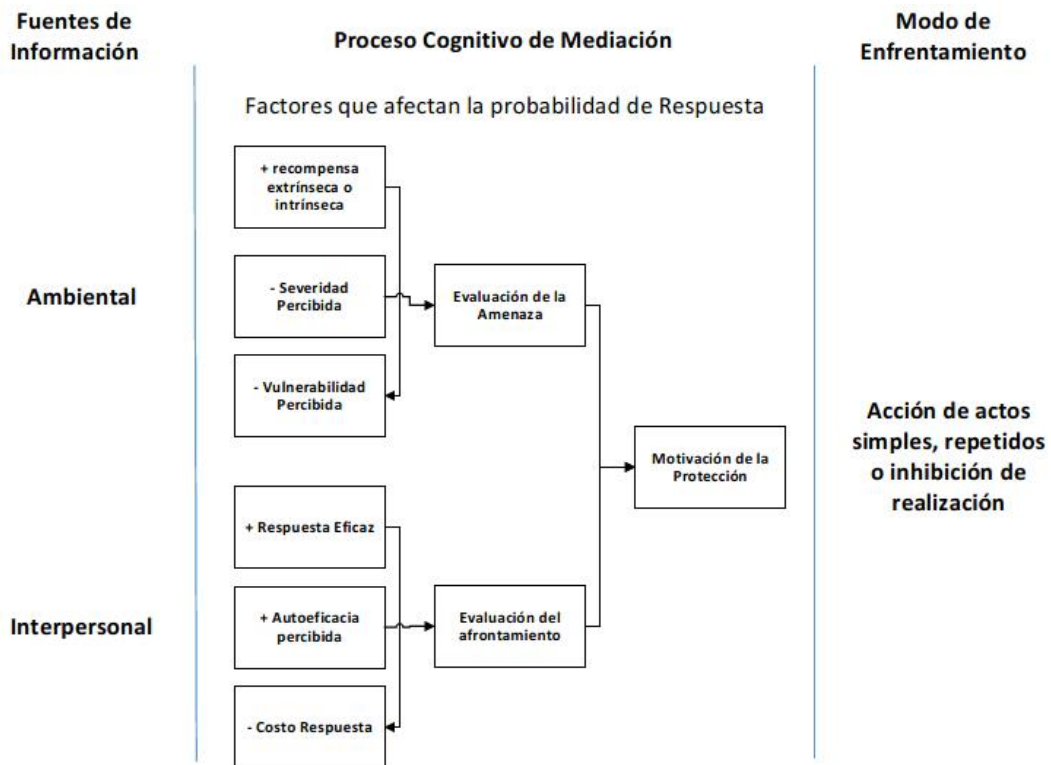 Fuentes de
Información
Proceso Cognitivo de Mediación
Modo de
Enfrentamiento
Factores que afectan la probabilidad de Respuesta
+ recompensa
extrínseca o
intrínseca
Ambiental
- Severidad
Percibida
Evaluación de la
Amenaza
- Vulnerabilidad
Percibida
Motivación de la
Protección
Acción de actos
simples, repetidos
o inhibición de
realización
+ Respuesta Eficaz
Interpersonal
+ Autoeficacia
percibida
Evaluación del
afrontamiento
- Costo Respuesta